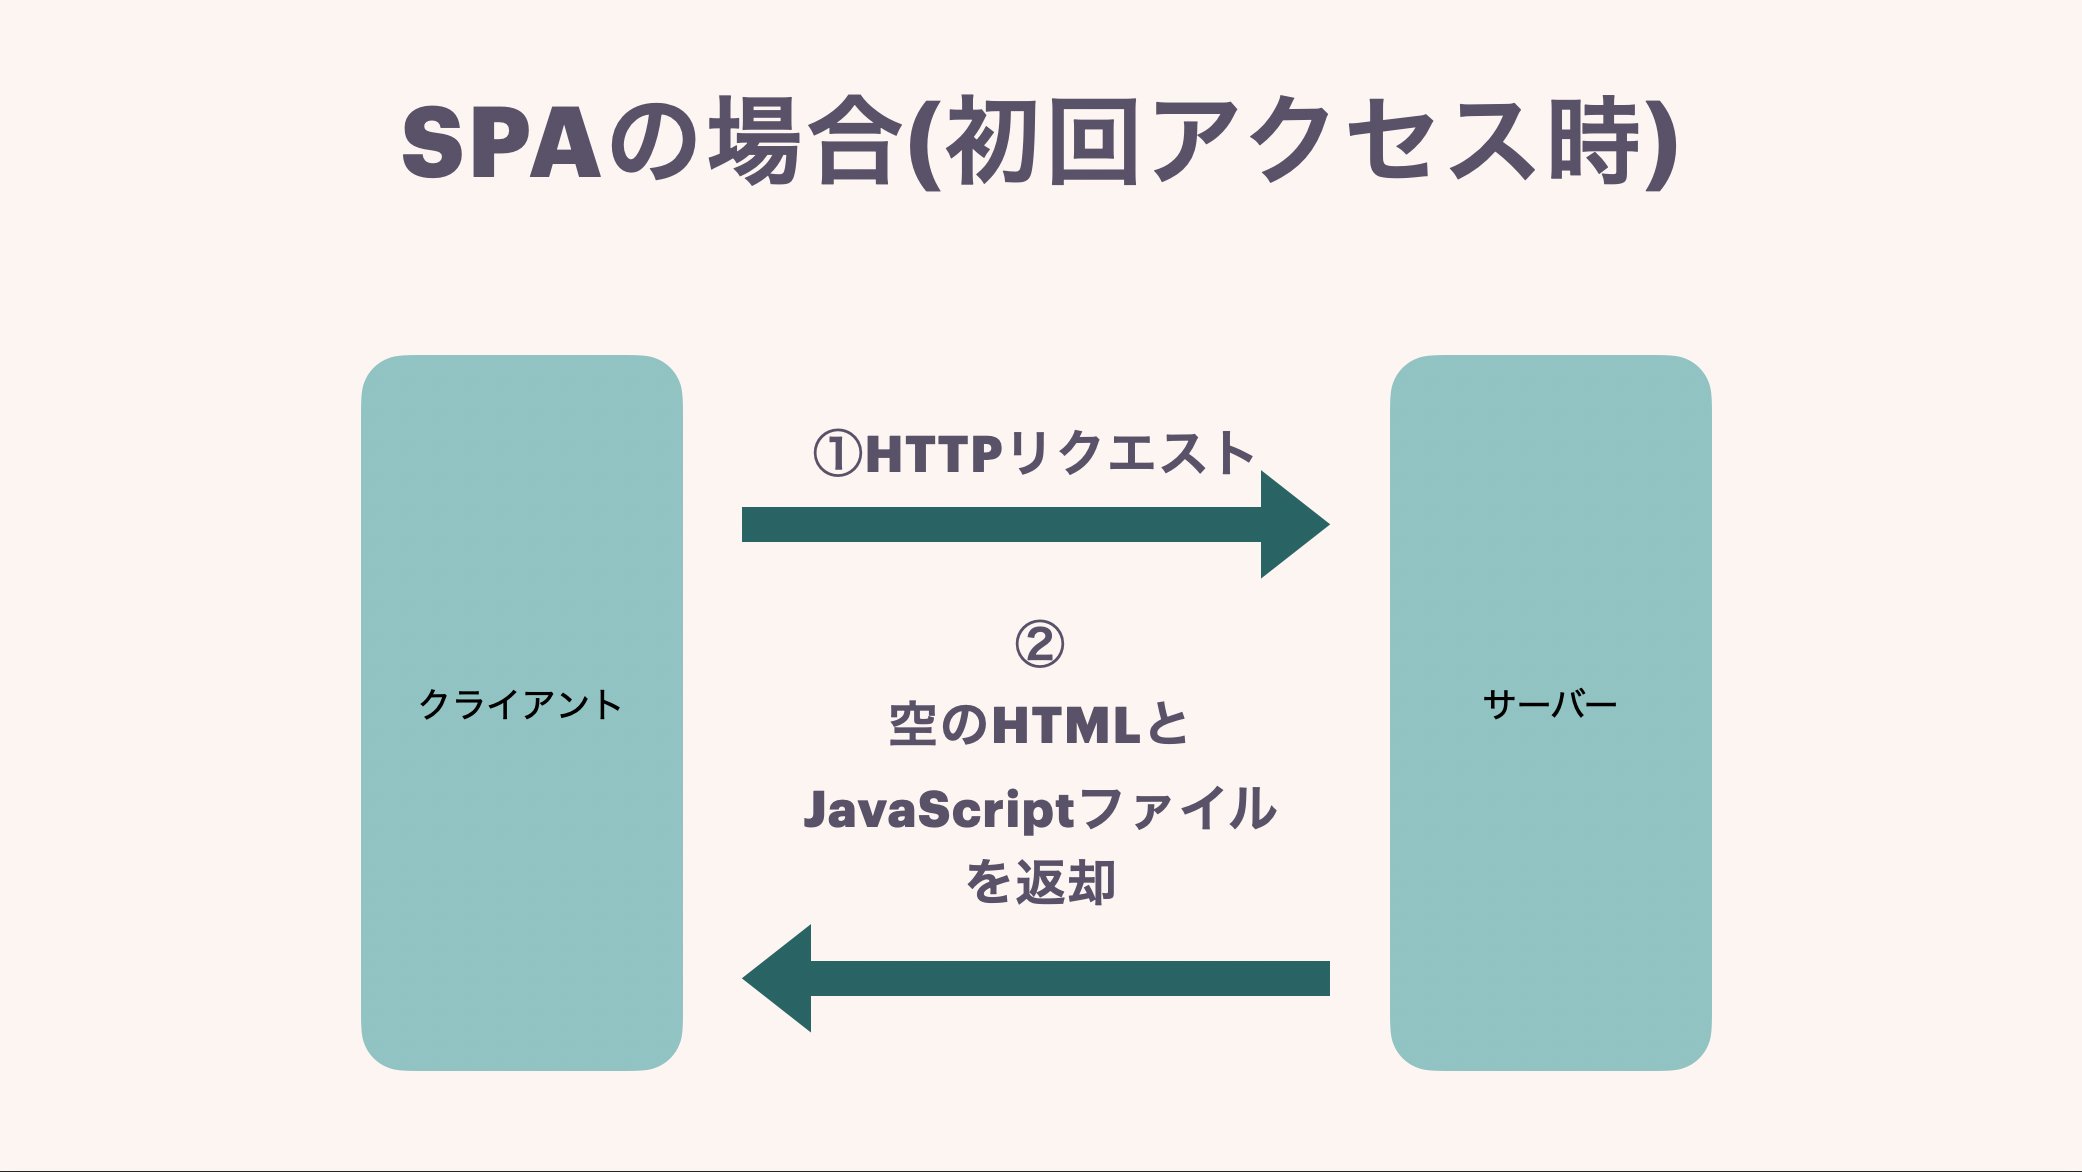 SPAの場合(初回アクセス時)
①HTTPリクエスト
②
空のHTMLと
JavaScriptファイル
を返却
クライアント
サーバー